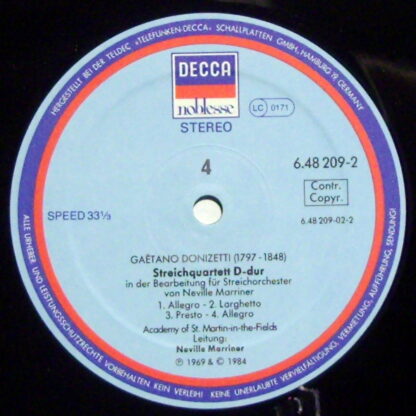 HERGESTELLT BEI DER TELDEC »TELEFUNKEN-DECCA« SCHALLPLATTEN GMBH, HAMBURG 19, GERMANY
DECCA
noblesse
LC 0171
STEREO
4
6.48 209-2
Contr.
Copyr.
SPEED 33⅓
6.48 209-02-2
GAËTANO DONIZETTI (1797 - 1848)
Streichquartett D-dur
in der Bearbeitung für Streichorchester
von Neville Marriner
1. Allegro - 2. Larghetto
3. Presto - 4. Allegro
Academy of St. Martin-in-the-Fields
Leitung:
Neville Marriner
Ⓟ 1969 & © 1984
ALLE URHEBER- UND LEISTUNGSSCHUTZRECHTE VORBEHALTEN. KEIN VERLEIH! KEINE UNERLAUBTE VERVIELFÄLTIGUNG, VERMIETUNG, AUFFÜHRUNG, SENDUNG!